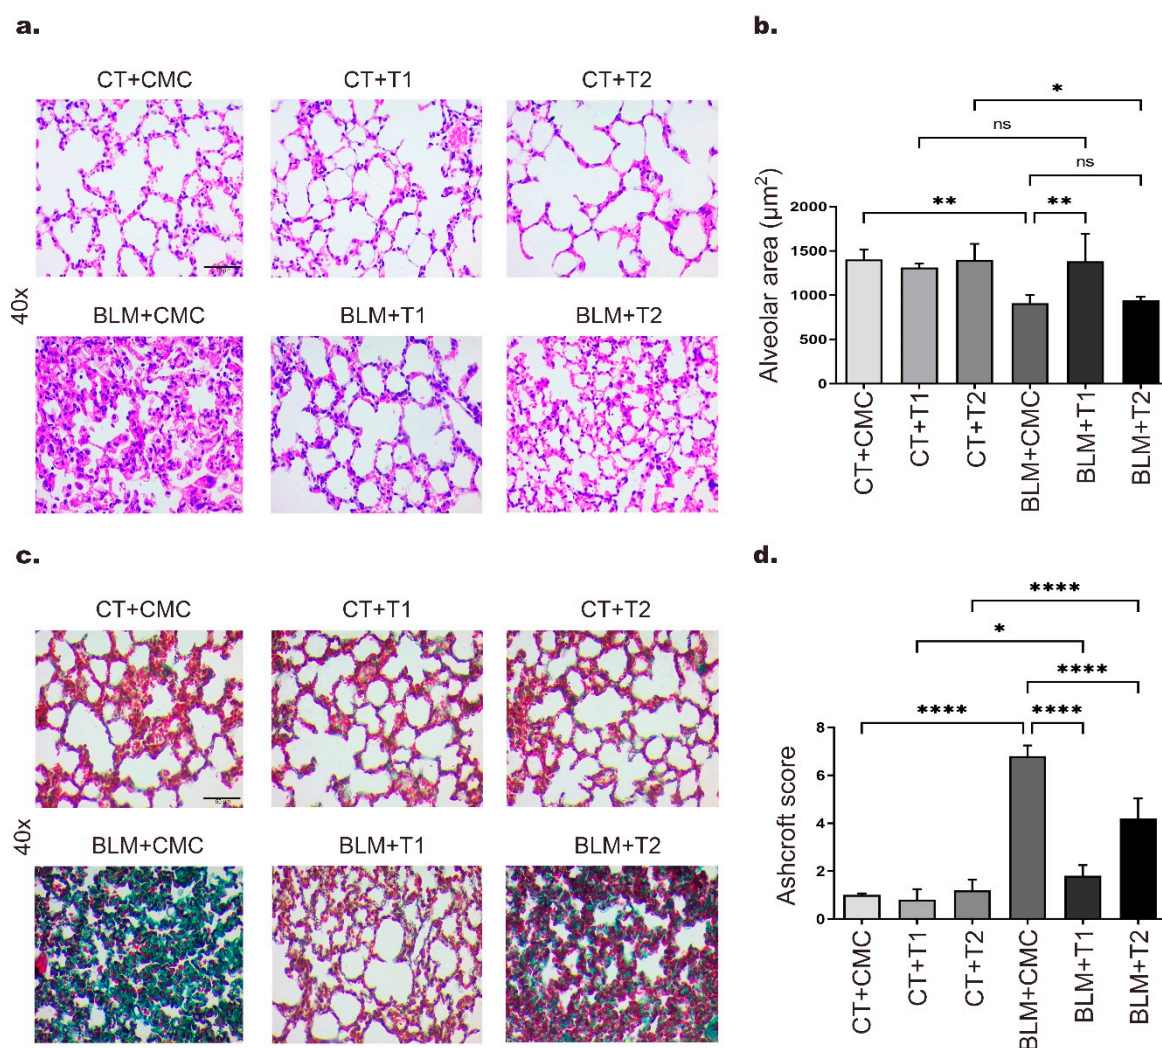 a.
CT+CMC
CT+T1
CT+T2
40x
BLM+CMC
BLM+T1
BLM+T2
b.
*
ns
ns
**
**
Alveolar area (µm²)
2000
1500
1000
500
0
CT+CMC
CT+T1
CT+T2
BLM+CMC
BLM+T1
BLM+T2
c.
CT+CMC
CT+T1
CT+T2
40x
BLM+CMC
BLM+T1
BLM+T2
d.
****
*
****
****
****
Ashcroft score
8
6
4
2
0
CT+CMC
CT+T1
CT+T2
BLM+CMC
BLM+T1
BLM+T2